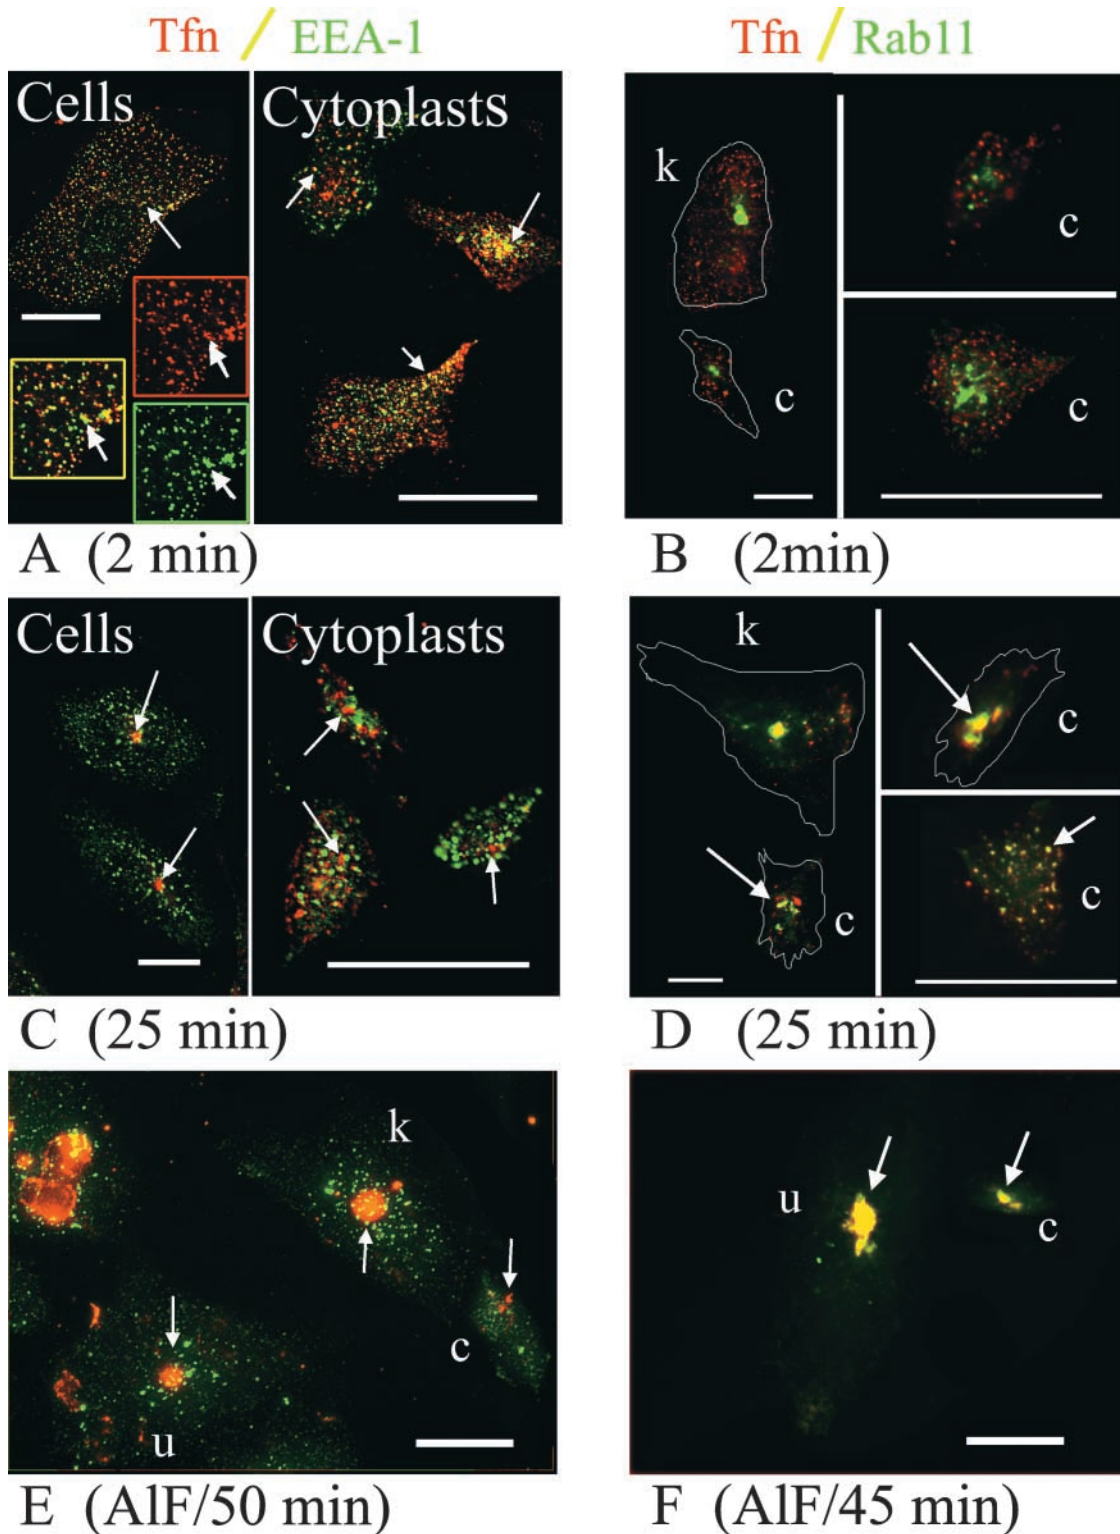 Tfn / EEA-1
Tfn / Rab11
Cells
Cytoplasts
k
c
c
c
A (2 min)
B (2min)
Cells
Cytoplasts
k
c
c
c
C (25 min)
D (25 min)
k
c
u
u
c
E (AlF/50 min)
F (AlF/45 min)